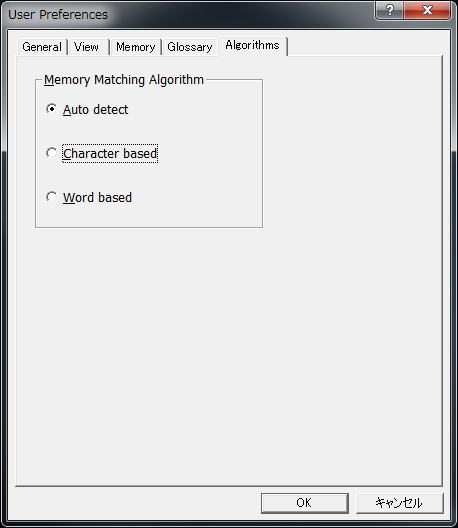 User Preferences
General View Memory Glossary Algorithms
Memory Matching Algorithm
Auto detect
Character based
Word based
OK キャンセル